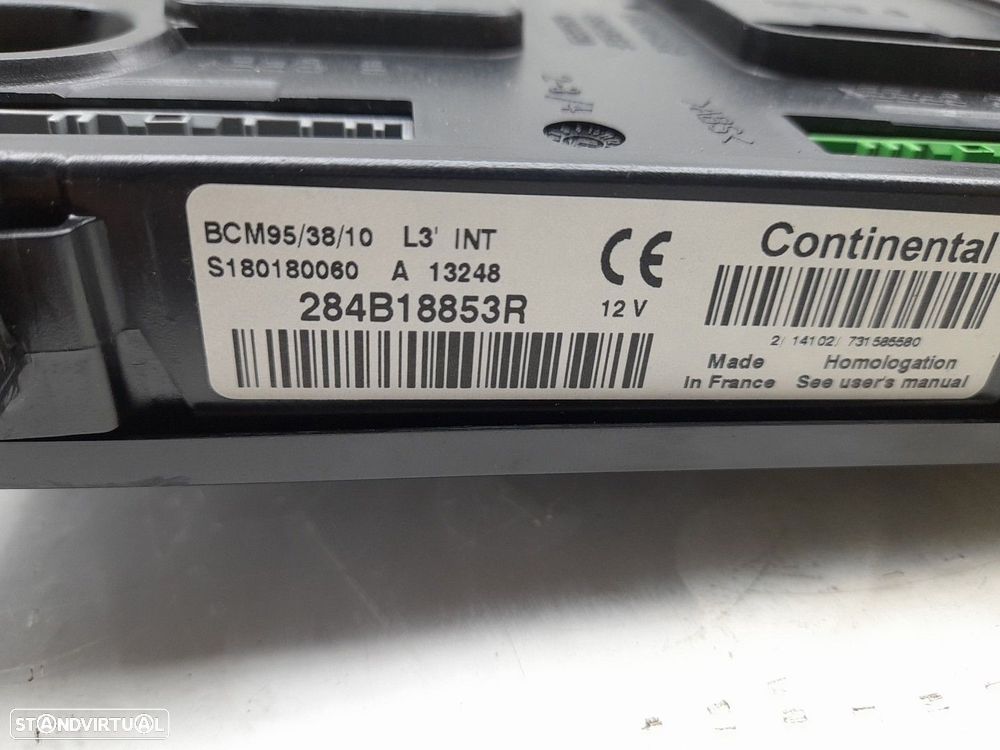 BCM95/38/10 L3' INT
S180180060 A 13248
284B18853R
12 V
Continental
2/ 14102/ 731585580
Made
in France
Homologation
See user's manual
STANDVIRTUAL